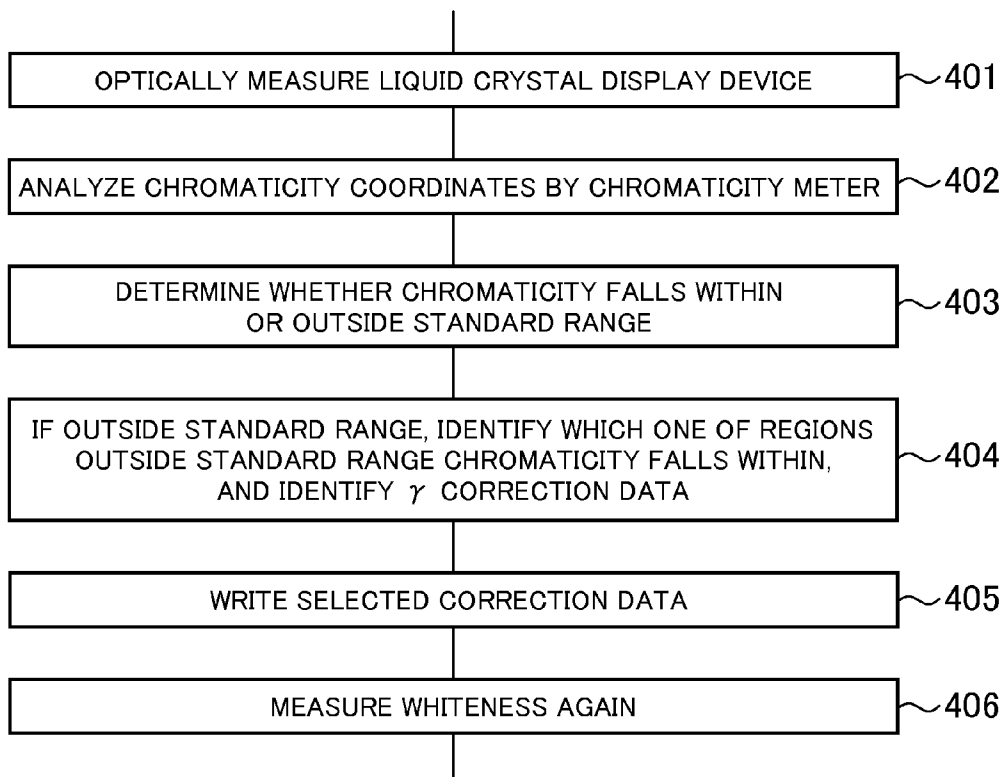 OPTICALLY MEASURE LIQUID CRYSTAL DISPLAY DEVICE
401
ANALYZE CHROMATICITY COORDINATES BY CHROMATICITY METER
402
DETERMINE WHETHER CHROMATICITY FALLS WITHIN
OR OUTSIDE STANDARD RANGE
403
IF OUTSIDE STANDARD RANGE, IDENTIFY WHICH ONE OF REGIONS
OUTSIDE STANDARD RANGE CHROMATICITY FALLS WITHIN,
AND IDENTIFY γ CORRECTION DATA
404
WRITE SELECTED CORRECTION DATA
405
MEASURE WHITENESS AGAIN
406